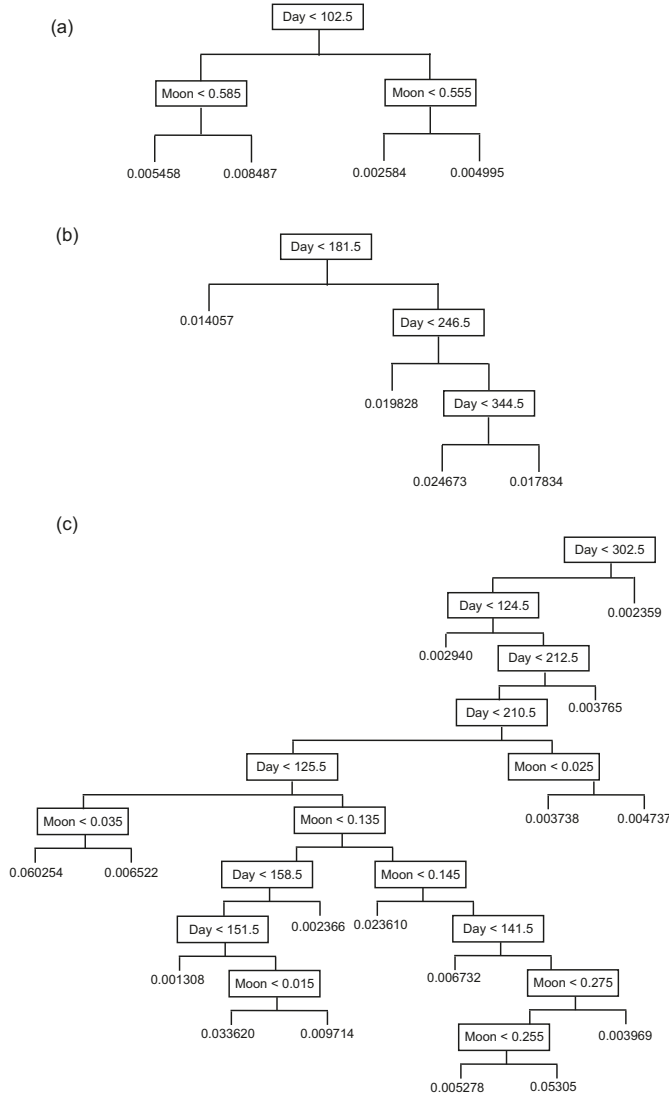 (a)
Day < 102.5
Moon < 0.585
Moon < 0.555
0.005458
0.008487
0.002584
0.004995
(b)
Day < 181.5
0.014057
Day < 246.5
0.019828
Day < 344.5
0.024673
0.017834
(c)
Day < 302.5
Day < 124.5
0.002359
0.002940
Day < 212.5
Day < 210.5
0.003765
Day < 125.5
Moon < 0.025
0.003738
0.004737
Moon < 0.035
Moon < 0.135
0.060254
0.006522
Day < 158.5
Moon < 0.145
0.002366
0.023610
Day < 151.5
Day < 141.5
0.001308
Moon < 0.015
0.006732
Moon < 0.275
0.033620
0.009714
Moon < 0.255
0.003969
0.005278
0.05305